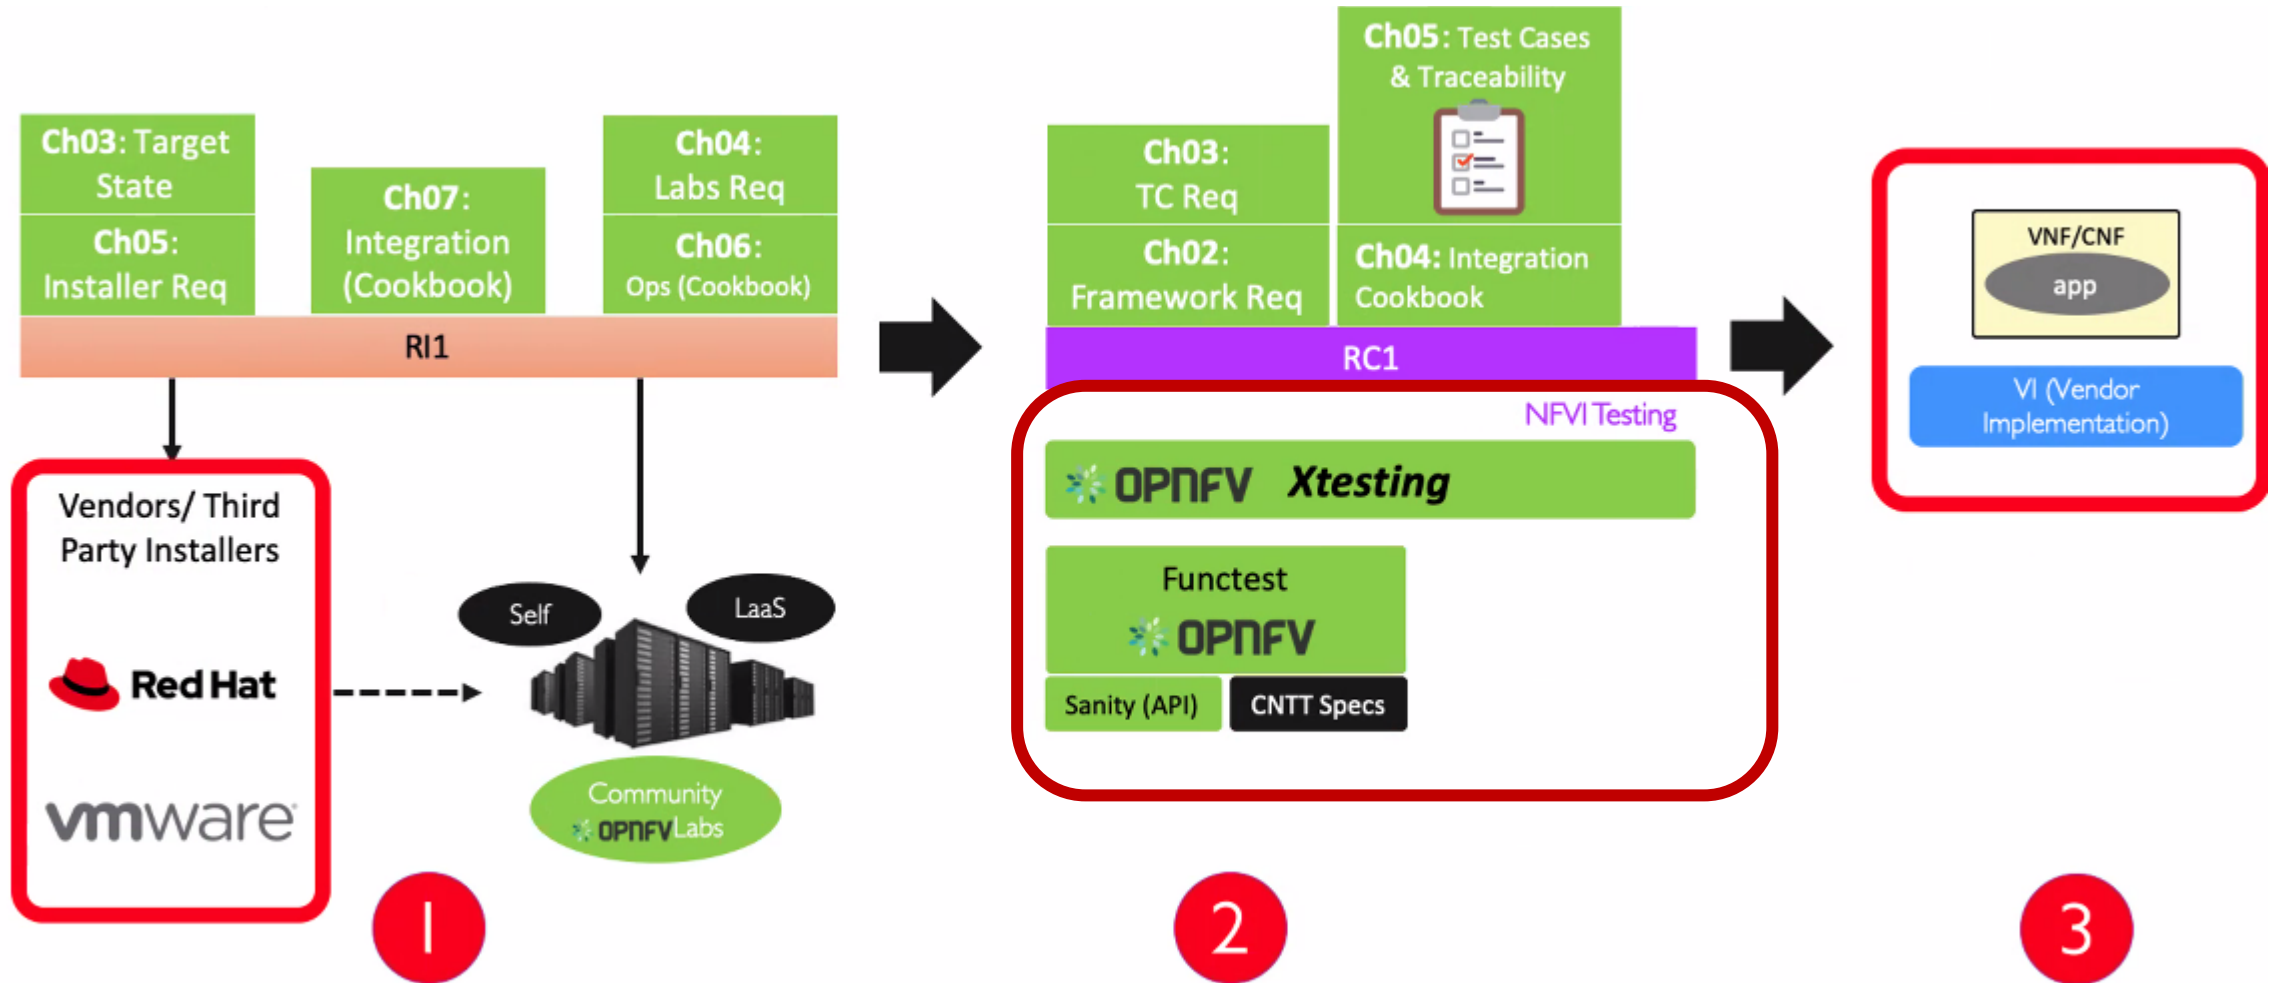 Ch03: Target
State
Ch05:
Installer Req
Ch07:
Integration
(Cookbook)
Ch04:
Labs Req
Ch06:
Ops (Cookbook)
RI1
Vendors/ Third
Party Installers
Red Hat
vmware
Self
LaaS
Community
OPNFV Labs
1
Ch03:
TC Req
Ch02:
Framework Req
Ch05: Test Cases
& Traceability
Ch04: Integration
Cookbook
RC1
NFVI Testing
OPNFV Xtesting
Functest
OPNFV
Sanity (API)
CNTT Specs
2
VNF/CNF
app
VI (Vendor
Implementation)
3